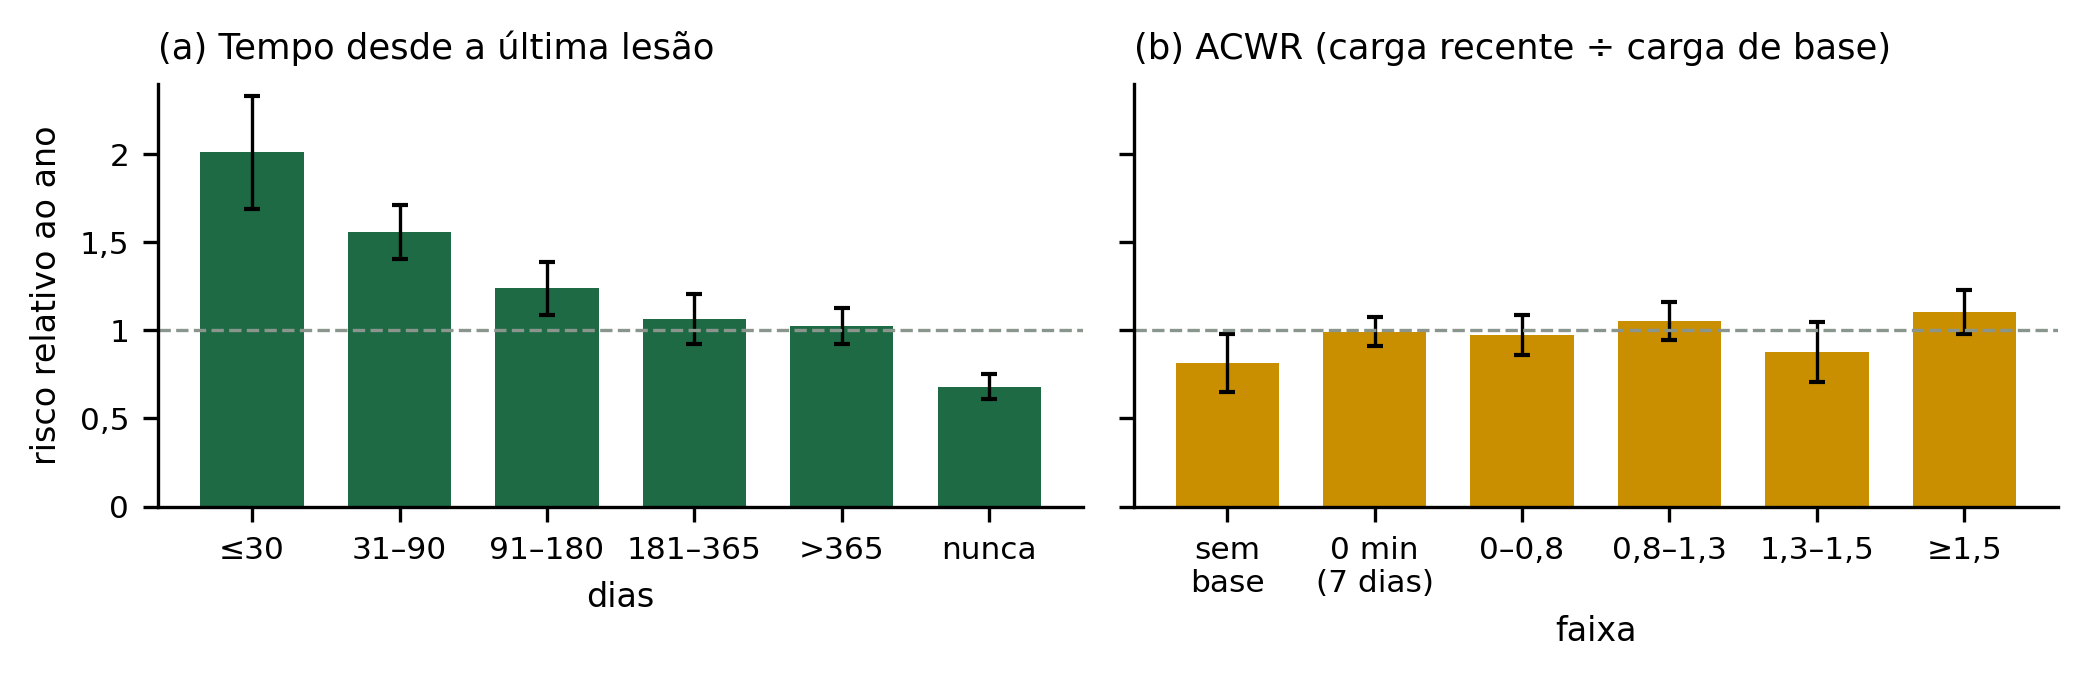 (a) Tempo desde a última lesão
risco relativo ao ano
2
1,5
1
0,5
0
≤30 31–90 91–180 181–365 >365 nunca
dias
(b) ACWR (carga recente ÷ carga de base)
sem base
0 min (7 dias)
0–0,8
0,8–1,3
1,3–1,5
≥1,5
faixa